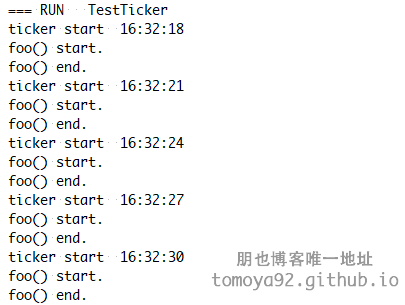 === RUN   TestTicker
ticker start  16:32:18
foo() start.
foo() end.
ticker start  16:32:21
foo() start.
foo() end.
ticker start  16:32:24
foo() start.
foo() end.
ticker start  16:32:27
foo() start.
foo() end.
ticker start  16:32:30
foo() start.
foo() end.
朋也博客唯一地址
tomoya92.github.io